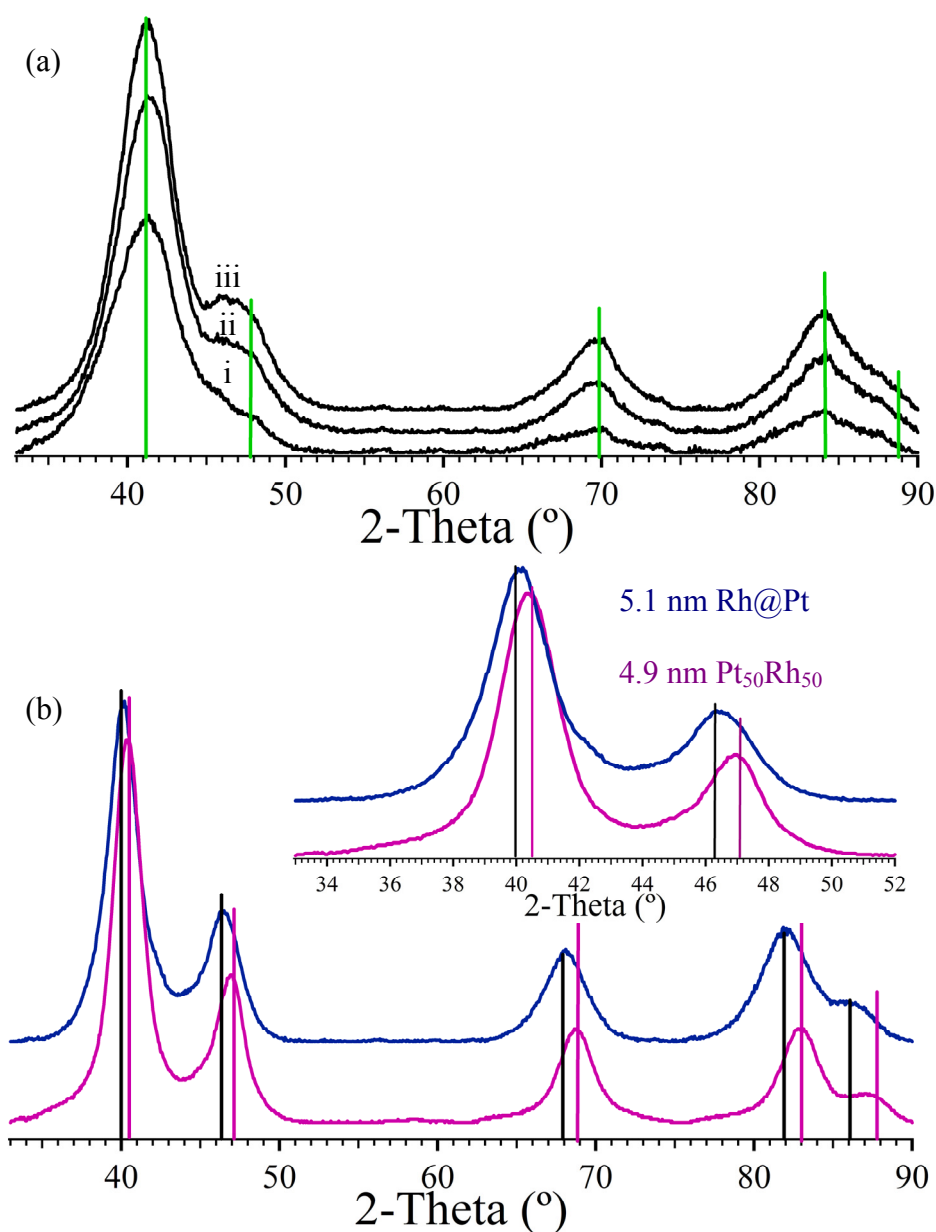 (a)
iii
ii
i
40 50 60 70 80 90
2-Theta (º)
(b)
5.1 nm Rh@Pt
4.9 nm Pt₅₀Rh₅₀
34 36 38 40 42 44 46 48 50 52
2-Theta (º)
40 50 60 70 80 90
2-Theta (º)